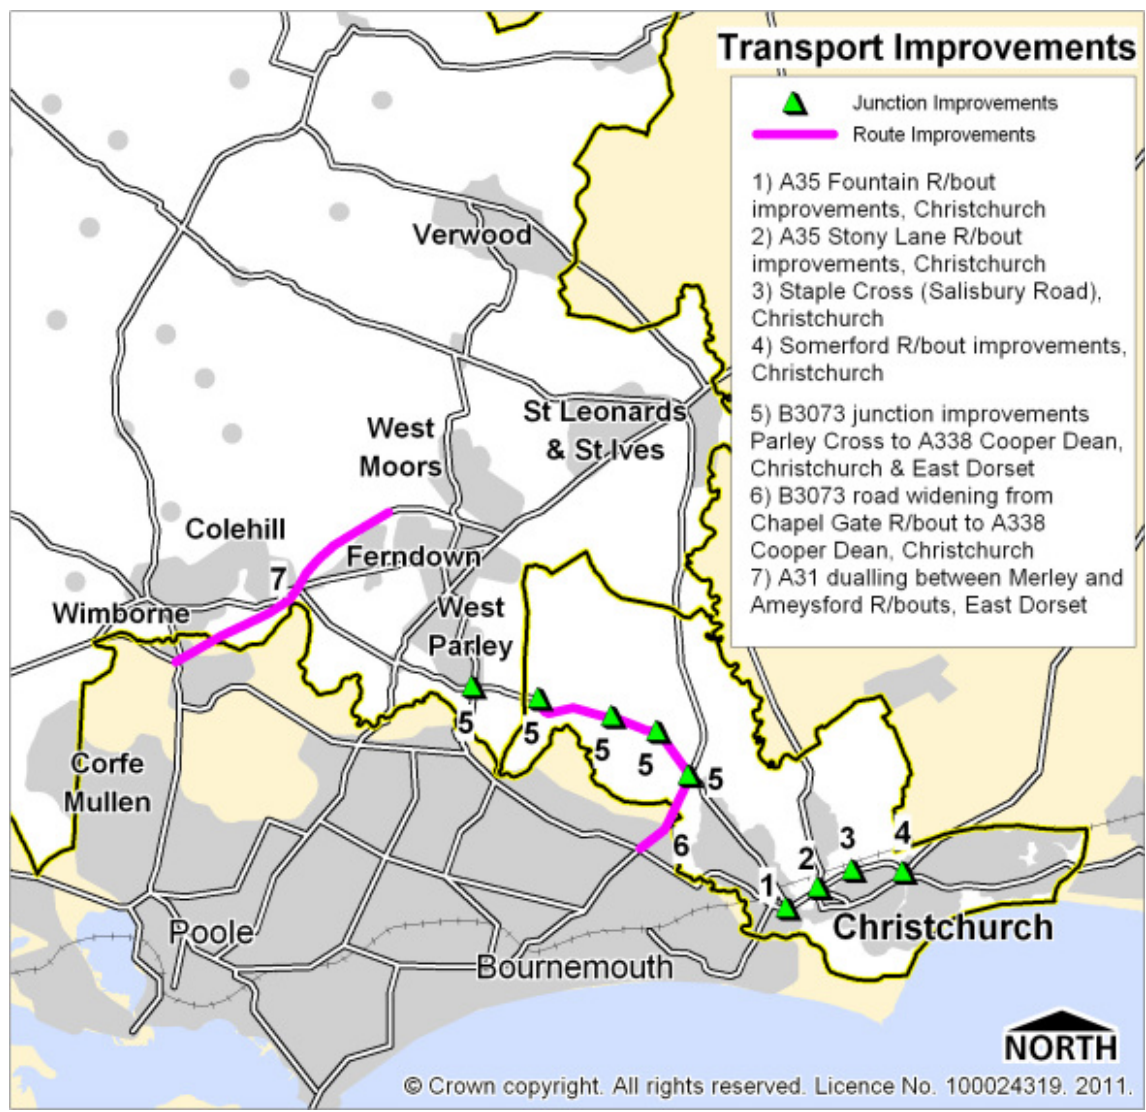 Transport Improvements
Junction Improvements
Route Improvements
1) A35 Fountain R/bout
improvements, Christchurch
2) A35 Stony Lane R/bout
improvements, Christchurch
3) Staple Cross (Salisbury Road),
Christchurch
4) Somerford R/bout improvements,
Christchurch
5) B3073 junction improvements
Parley Cross to A338 Cooper Dean,
Christchurch & East Dorset
6) B3073 road widening from
Chapel Gate R/bout to A338
Cooper Dean, Christchurch
7) A31 dualling between Merley and
Ameysford R/bouts, East Dorset
Verwood
St Leonards
& St Ives
West
Moors
Colehill
Ferndown
7
Wimborne
West
Parley
5
5
5
5
5
Corfe
Mullen
6
3
4
2
1
Christchurch
Poole
Bournemouth
NORTH
© Crown copyright. All rights reserved. Licence No. 100024319. 2011.